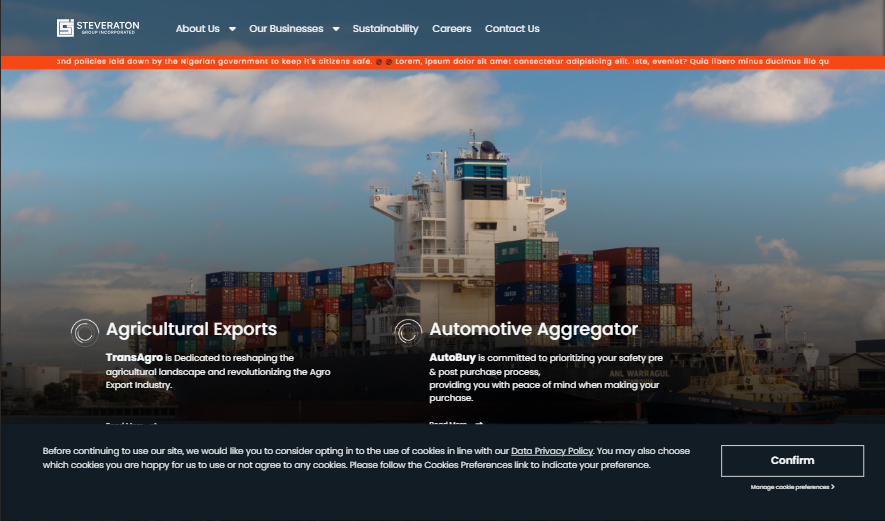 STEVERATON
GROUP INCORPORATED
About Us Our Businesses Sustainability Careers Contact Us
and policies laid down by the Nigerian government to keep it's citizens safe. Lorem, ipsum dolor sit amet consectetur adipisicing elit. Iste, eveniet? Quia libero minus ducimus illo qu
Agricultural Exports
TransAgro is Dedicated to reshaping the
agricultural landscape and revolutionizing the Agro
Export Industry.
Automotive Aggregator
AutoBuy is committed to prioritizing your safety pre
& post purchase process,
providing you with peace of mind when making your
purchase.
ANL WARRAGUL
Read More
Before continuing to use our site, we would like you to consider opting in to the use of cookies in line with our Data Privacy Policy. You may also choose
which cookies you are happy for us to use or not agree to any cookies. Please follow the Cookies Preferences link to indicate your preference.
Confirm
Manage cookie preferences